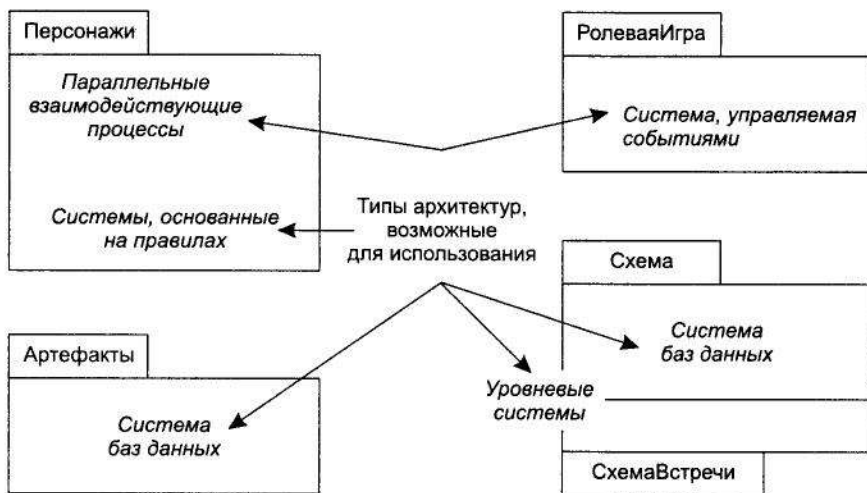 Персонажи
Параллельные
взаимодействующие
процессы
Системы, основанные
на правилах
РолеваяИгра
Система, управляемая
событиями
Типы архитектур,
возможные
для использования
Схема
Система
баз данных
Уровневые
системы
СхемаВстречи
Артефакты
Система
баз данных